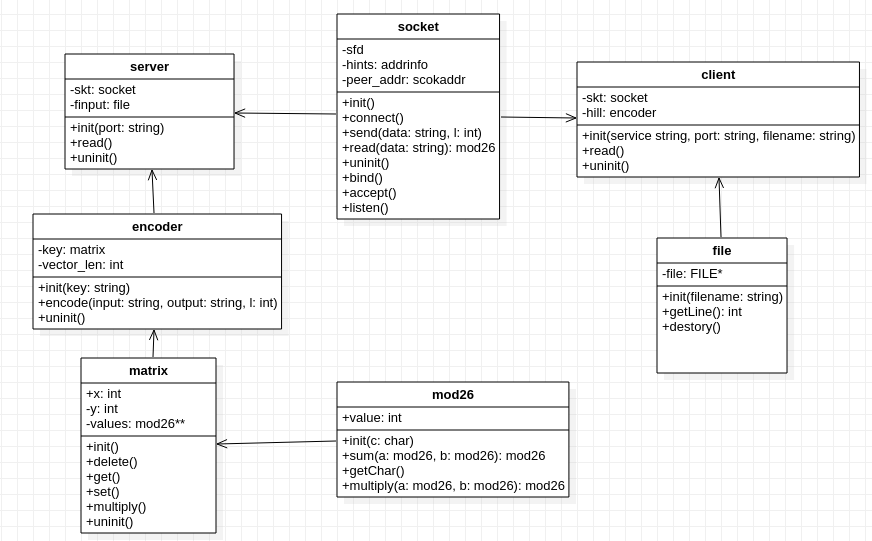 server
-skt: socket
-finput: file
+init(port: string)
+read()
+uninit()
socket
-sfd
-hints: addrinfo
-peer_addr: scokaddr
+init()
+connect()
+send(data: string, l: int)
+read(data: string): mod26
+uninit()
+bind()
+accept()
+listen()
client
-skt: socket
-hill: encoder
+init(service string, port: string, filename: string)
+read()
+uninit()
encoder
-key: matrix
-vector_len: int
+init(key: string)
+encode(input: string, output: string, l: int)
+uninit()
file
-file: FILE*
+init(filename: string)
+getLine(): int
+destory()
matrix
+x: int
-y: int
-values: mod26**
+init()
+delete()
+get()
+set()
+multiply()
+uninit()
mod26
+value: int
+init(c: char)
+sum(a: mod26, b: mod26): mod26
+getChar()
+multiply(a: mod26, b: mod26): mod26